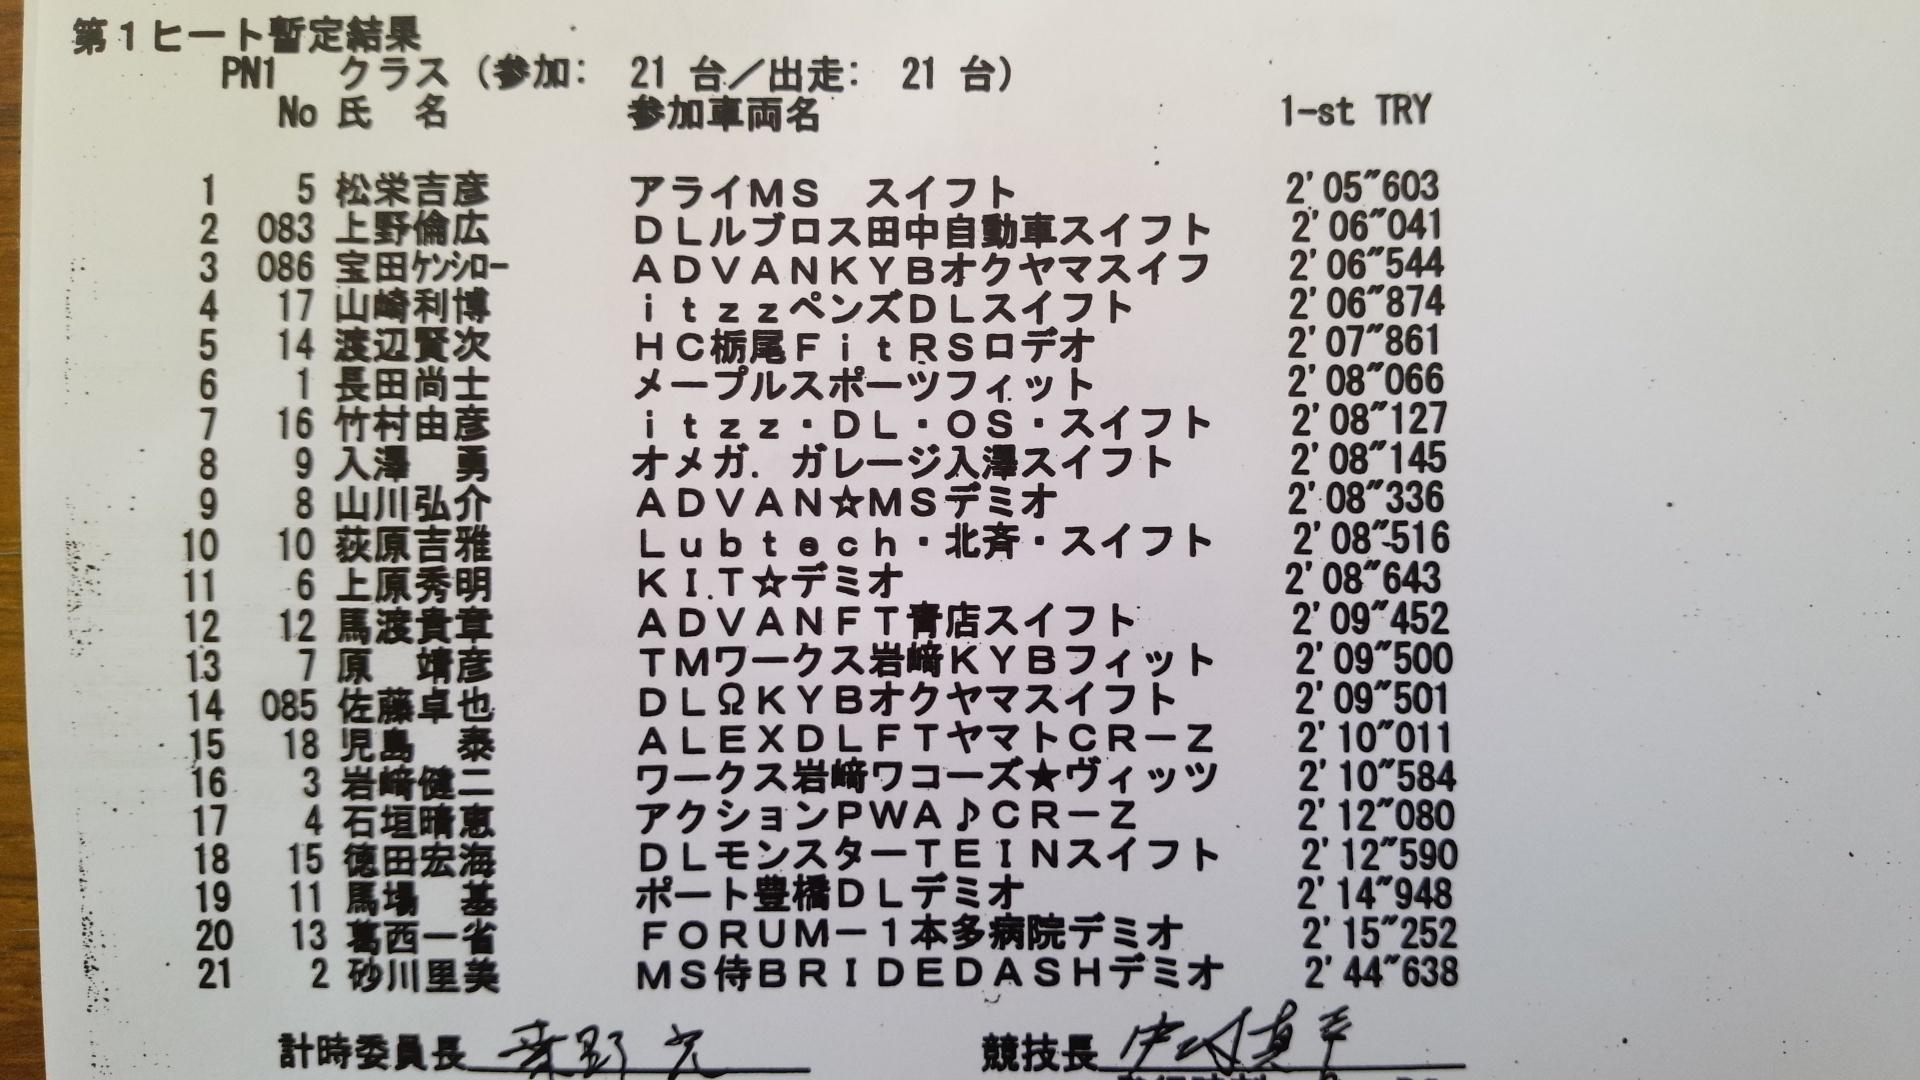 第１ヒート暫定結果
PN1 クラス（参加: 21 台／出走: 21 台）
No 氏 名 参加車両名 1-st TRY
1 5 松栄吉彦 アライＭＳ スイフト 2'05"603
2 083 上野倫広 ＤＬルブロス田中自動車スイフト 2'06"041
3 086 宝田ｹﾝｼﾛｰ ＡＤＶＡＮＫＹＢオクヤマスイフ 2'06"544
4 17 山崎利博 ｉｔｚｚペンズＤＬスイフト 2'06"874
5 14 渡辺賢次 ＨＣ栃尾ＦｉｔＲＳロデオ 2'07"861
6 1 長田尚士 メープルスポーツフィット 2'08"066
7 16 竹村由彦 ｉｔｚｚ・ＤＬ・ＯＳ・スイフト 2'08"127
8 9 入澤 勇 オメガ．ガレージ入澤スイフト 2'08"145
9 8 山川弘介 ＡＤＶＡＮ☆ＭＳデミオ 2'08"336
10 10 荻原吉雅 Ｌｕｂｔｅｃｈ・北斉・スイフト 2'08"516
11 6 上原秀明 ＫＩＴ☆デミオ 2'08"643
12 12 馬渡貴章 ＡＤＶＡＮＦＴ青店スイフト 2'09"452
13 7 原 靖彦 ＴＭワークス岩﨑ＫＹＢフィット 2'09"500
14 085 佐藤卓也 ＤＬΩＫＹＢオクヤマスイフト 2'09"501
15 18 児島 泰 ＡＬＥＸＤＬＦＴヤマトＣＲ－Ｚ 2'10"011
16 3 岩﨑健二 ワークス岩﨑ワコーズ★ヴィッツ 2'10"584
17 4 石垣晴恵 アクションＰＷＡ♪ＣＲ－Ｚ 2'12"080
18 15 徳田宏海 ＤＬモンスターＴＥＩＮスイフト 2'12"590
19 11 馬場 基 ポート豊橋ＤＬデミオ 2'14"948
20 13 葛西一省 ＦＯＲＵＭ－１本多病院デミオ 2'15"252
21 2 砂川里美 ＭＳ侍ＢＲＩＤＥＤＡＳＨデミオ 2'44"638
計時委員長 競技長